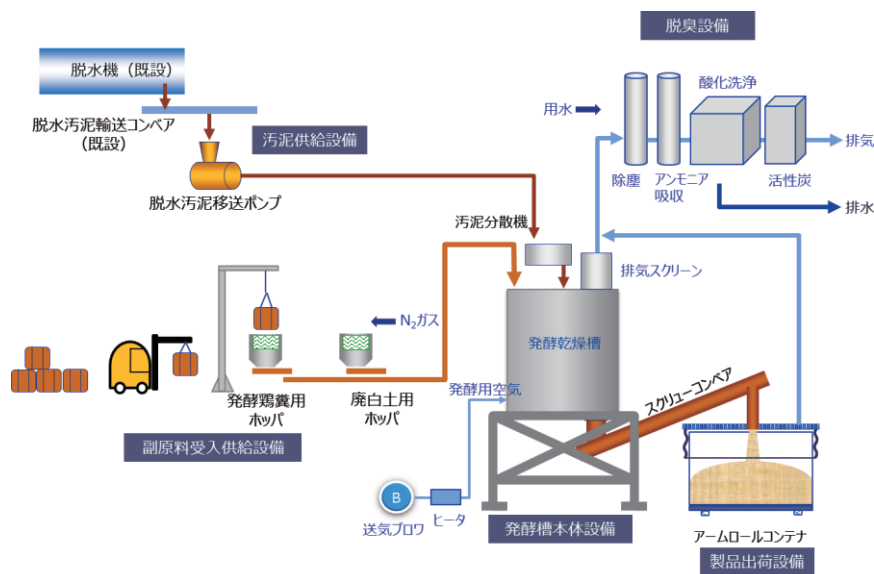 脱臭設備
脱水機（既設）
酸化洗浄
用水
脱水汚泥輸送コンベア
（既設）
汚泥供給設備
排気
除塵
アンモニア
吸収
活性炭
脱水汚泥移送ポンプ
排水
汚泥分散機
排気スクリーン
N₂ガス
発酵乾燥槽
発酵用空気
スクリューコンベア
発酵鶏糞用
ホッパ
廃白土用
ホッパ
副原料受入供給設備
B
送気ブロワ
ヒータ
発酵槽本体設備
アームロールコンテナ
製品出荷設備